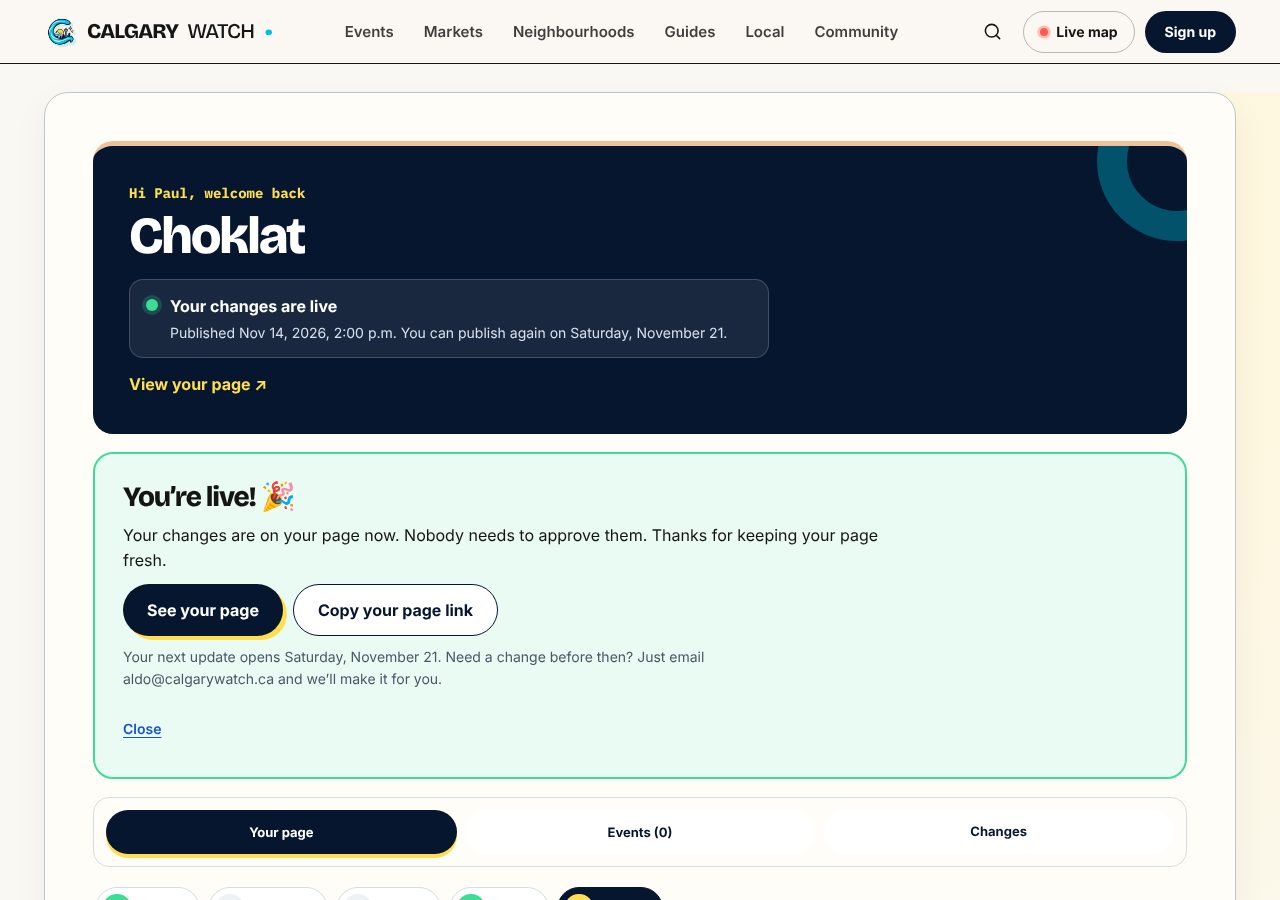 CALGARY WATCH
Events
Markets
Neighbourhoods
Guides
Local
Community
Live map
Sign up
Hi Paul, welcome back
Choklat
Your changes are live
Published Nov 14, 2026, 2:00 p.m. You can publish again on Saturday, November 21.
View your page ↗
You’re live! 🎉
Your changes are on your page now. Nobody needs to approve them. Thanks for keeping your page
fresh.
See your page
Copy your page link
Your next update opens Saturday, November 21. Need a change before then? Just email
aldo@calgarywatch.ca and we’ll make it for you.
Close
Your page
Events (0)
Changes